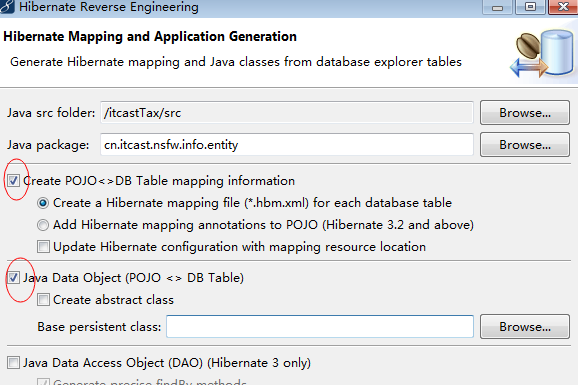 Hibernate Reverse Engineering
Hibernate Mapping and Application Generation
Generate Hibernate mapping and Java classes from database explorer tables
Java src folder: /itcastTax/src Browse...
Java package: cn.itcast.nsfw.info.entity Browse...
Create POJO<>DB Table mapping information
Create a Hibernate mapping file (*.hbm.xml) for each database table
Add Hibernate mapping annotations to POJO (Hibernate 3.2 and above)
Update Hibernate configuration with mapping resource location
Java Data Object (POJO <> DB Table)
Create abstract class
Base persistent class: Browse...
Java Data Access Object (DAO) (Hibernate 3 only)
Generate precise findBy methods